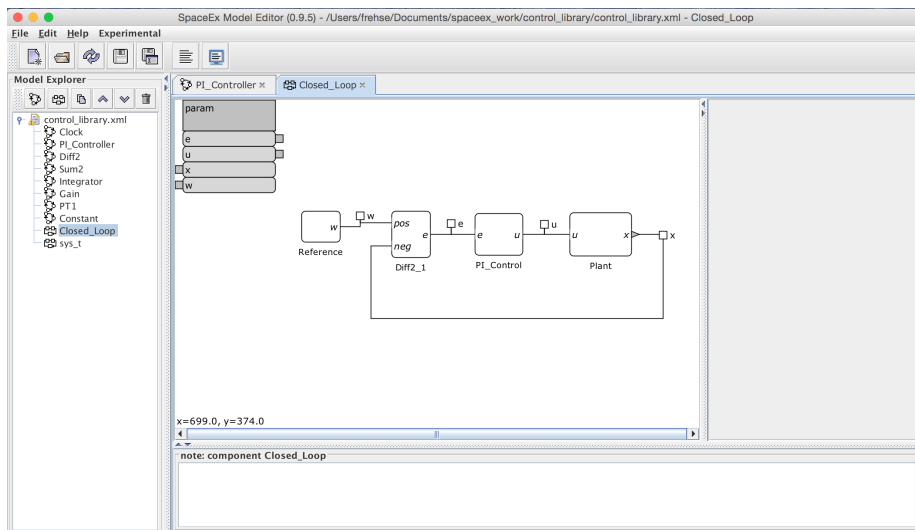 SpaceEx Model Editor (0.9.5) - /Users/frehse/Documents/spaceex_work/control_library/control_library.xml - Closed_Loop
File Edit Help Experimental
Model Explorer
control_library.xml
Clock
PI_Controller
Diff2
Sum2
Integrator
Gain
PT1
Constant
Closed_Loop
sys_t
PI_Controller
Closed_Loop
param
e
u
x
w
w
Reference
w
pos
e
neg
Diff2_1
e
e
u
PI_Control
u
u
x
Plant
x
x=699.0, y=374.0
note: component Closed_Loop